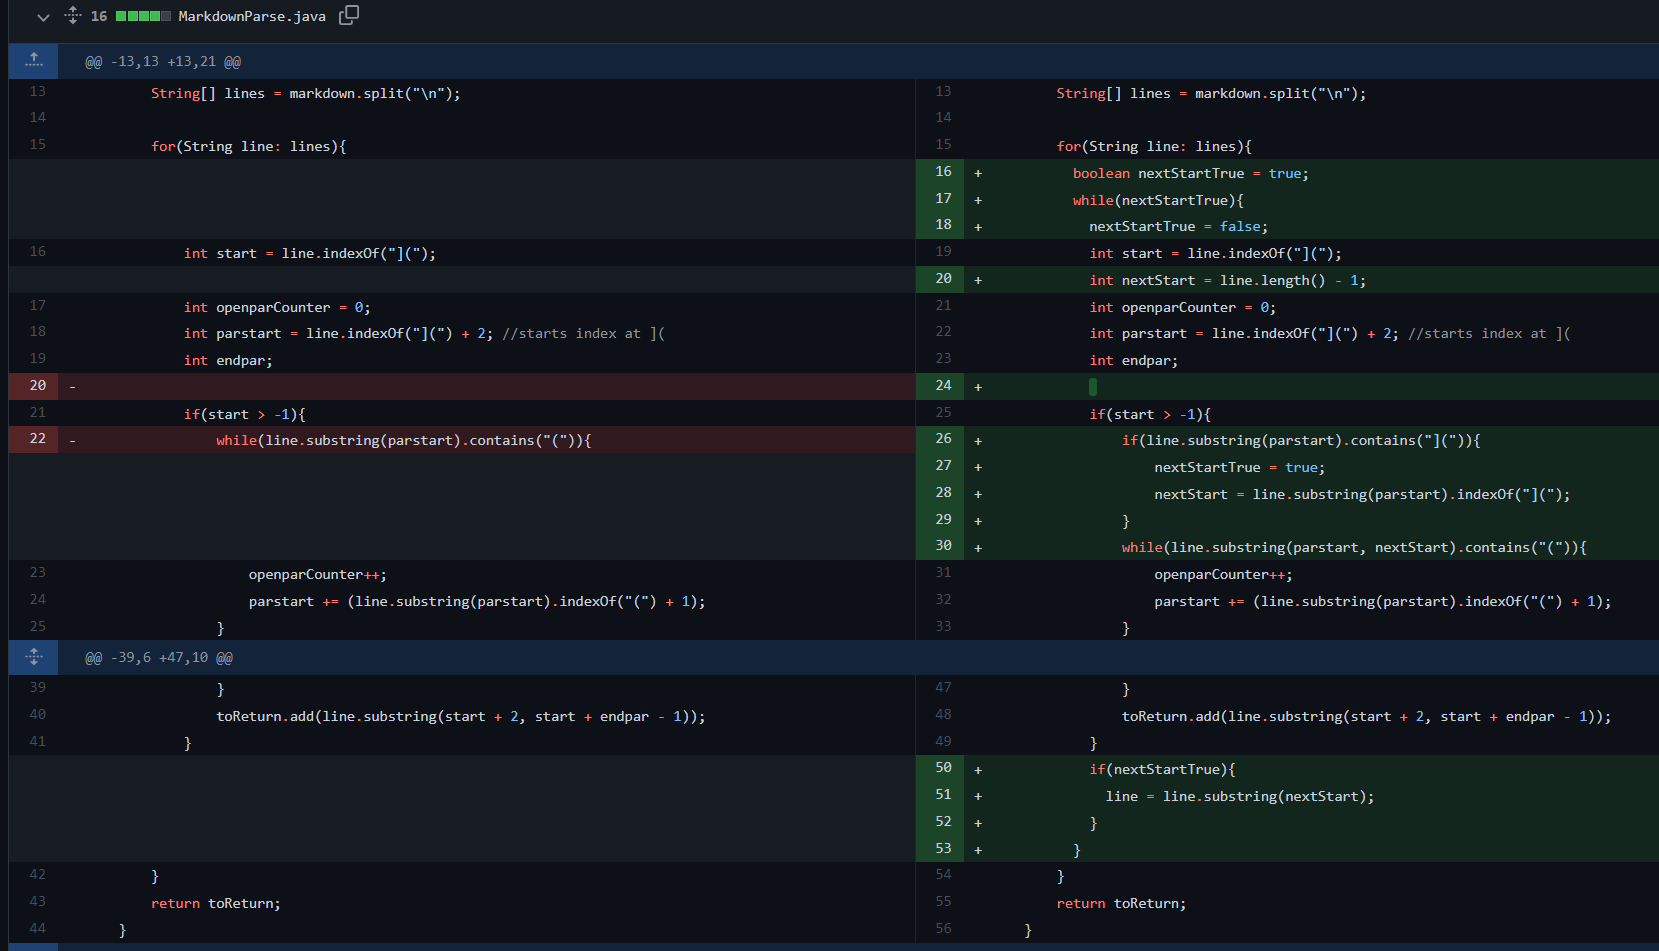 16 MarkdownParse.java
@@ -13,13 +13,21 @@
13 String[] lines = markdown.split("\n"); 13 String[] lines = markdown.split("\n");
14 14
15 for(String line: lines){ 15 for(String line: lines){
16 + boolean nextStartTrue = true;
17 + while(nextStartTrue){
18 + nextStartTrue = false;
16 int start = line.indexOf("]("); 19 int start = line.indexOf("](");
20 + int nextStart = line.length() - 1;
17 int openparCounter = 0; 21 int openparCounter = 0;
18 int parstart = line.indexOf("](") + 2; //starts index at ]( 22 int parstart = line.indexOf("](") + 2; //starts index at ](
19 int endpar; 23 int endpar;
20 - 24 +
21 if(start > -1){ 25 if(start > -1){
22 - while(line.substring(parstart).contains("(")){ 26 + if(line.substring(parstart).contains("](")){
27 + nextStartTrue = true;
28 + nextStart = line.substring(parstart).indexOf("](");
29 + }
30 + while(line.substring(parstart, nextStart).contains("(")){
23 openparCounter++; 31 openparCounter++;
24 parstart += (line.substring(parstart).indexOf("(") + 1); 32 parstart += (line.substring(parstart).indexOf("(") + 1);
25 } 33 }
@@ -39,6 +47,10 @@
39 } 47 }
40 toReturn.add(line.substring(start + 2, start + endpar - 1)); 48 toReturn.add(line.substring(start + 2, start + endpar - 1));
41 } 49 }
50 + if(nextStartTrue){
51 + line = line.substring(nextStart);
52 + }
53 + }
42 } 54 }
43 return toReturn; 55 return toReturn;
44 } 56 }